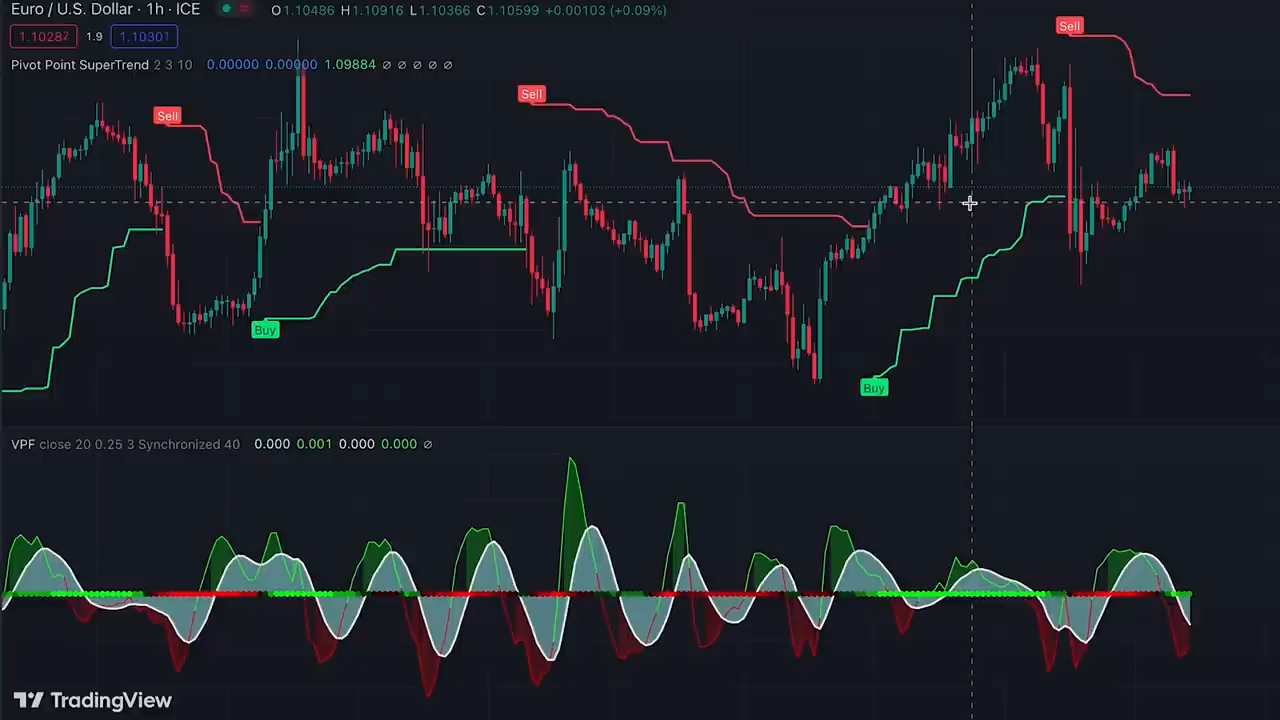 Euro / U.S. Dollar · 1h · ICE O1.10486 H1.10916 L1.10366 C1.10599 +0.00103 (+0.09%)
1.10282 1.9 1.10301
Pivot Point SuperTrend 2 3 10 0.00000 0.00000 1.09884 ∅ ∅ ∅ ∅ ∅
Sell
Sell
Sell
Buy
Buy
VPF close 20 0.25 3 Synchronized 40 0.000 0.001 0.000 0.000 ∅
TradingView